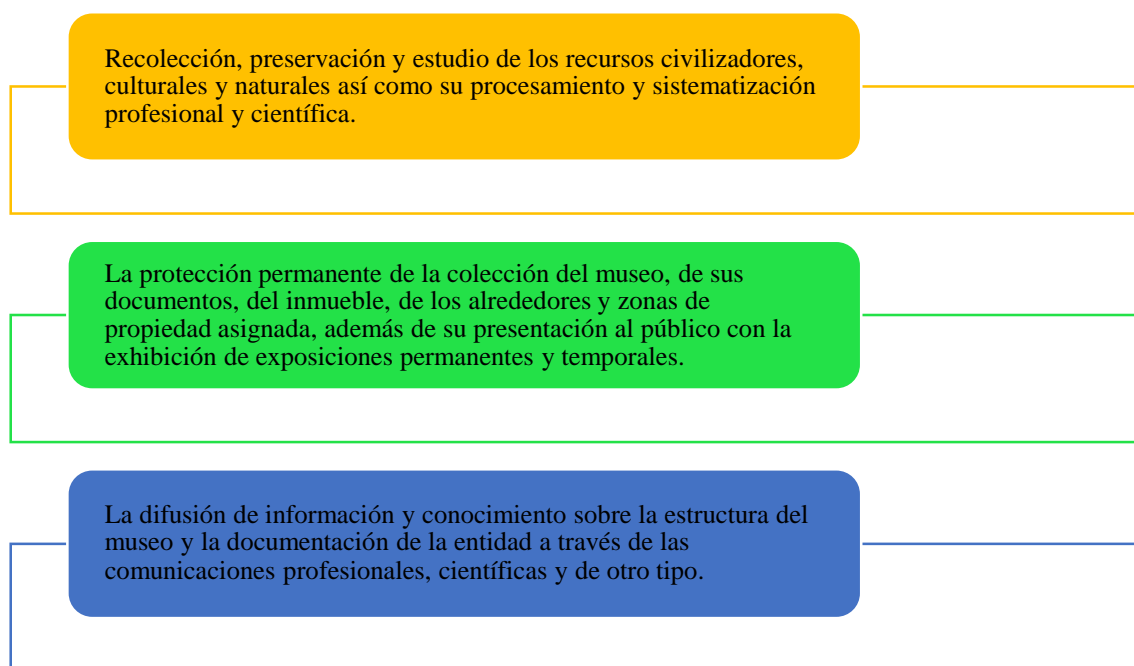 Recolección, preservación y estudio de los recursos civilizadores,
culturales y naturales así como su procesamiento y sistematización
profesional y científica.
La protección permanente de la colección del museo, de sus
documentos, del inmueble, de los alrededores y zonas de
propiedad asignada, además de su presentación al público con la
exhibición de exposiciones permanentes y temporales.
La difusión de información y conocimiento sobre la estructura del
museo y la documentación de la entidad a través de las
comunicaciones profesionales, científicas y de otro tipo.